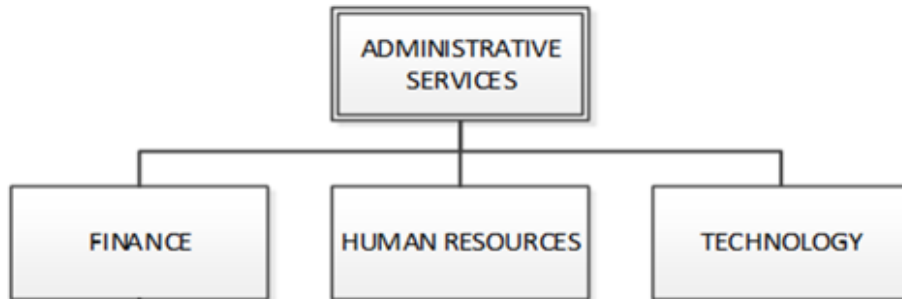 ADMINISTRATIVE
SERVICES
FINANCE
HUMAN RESOURCES
TECHNOLOGY